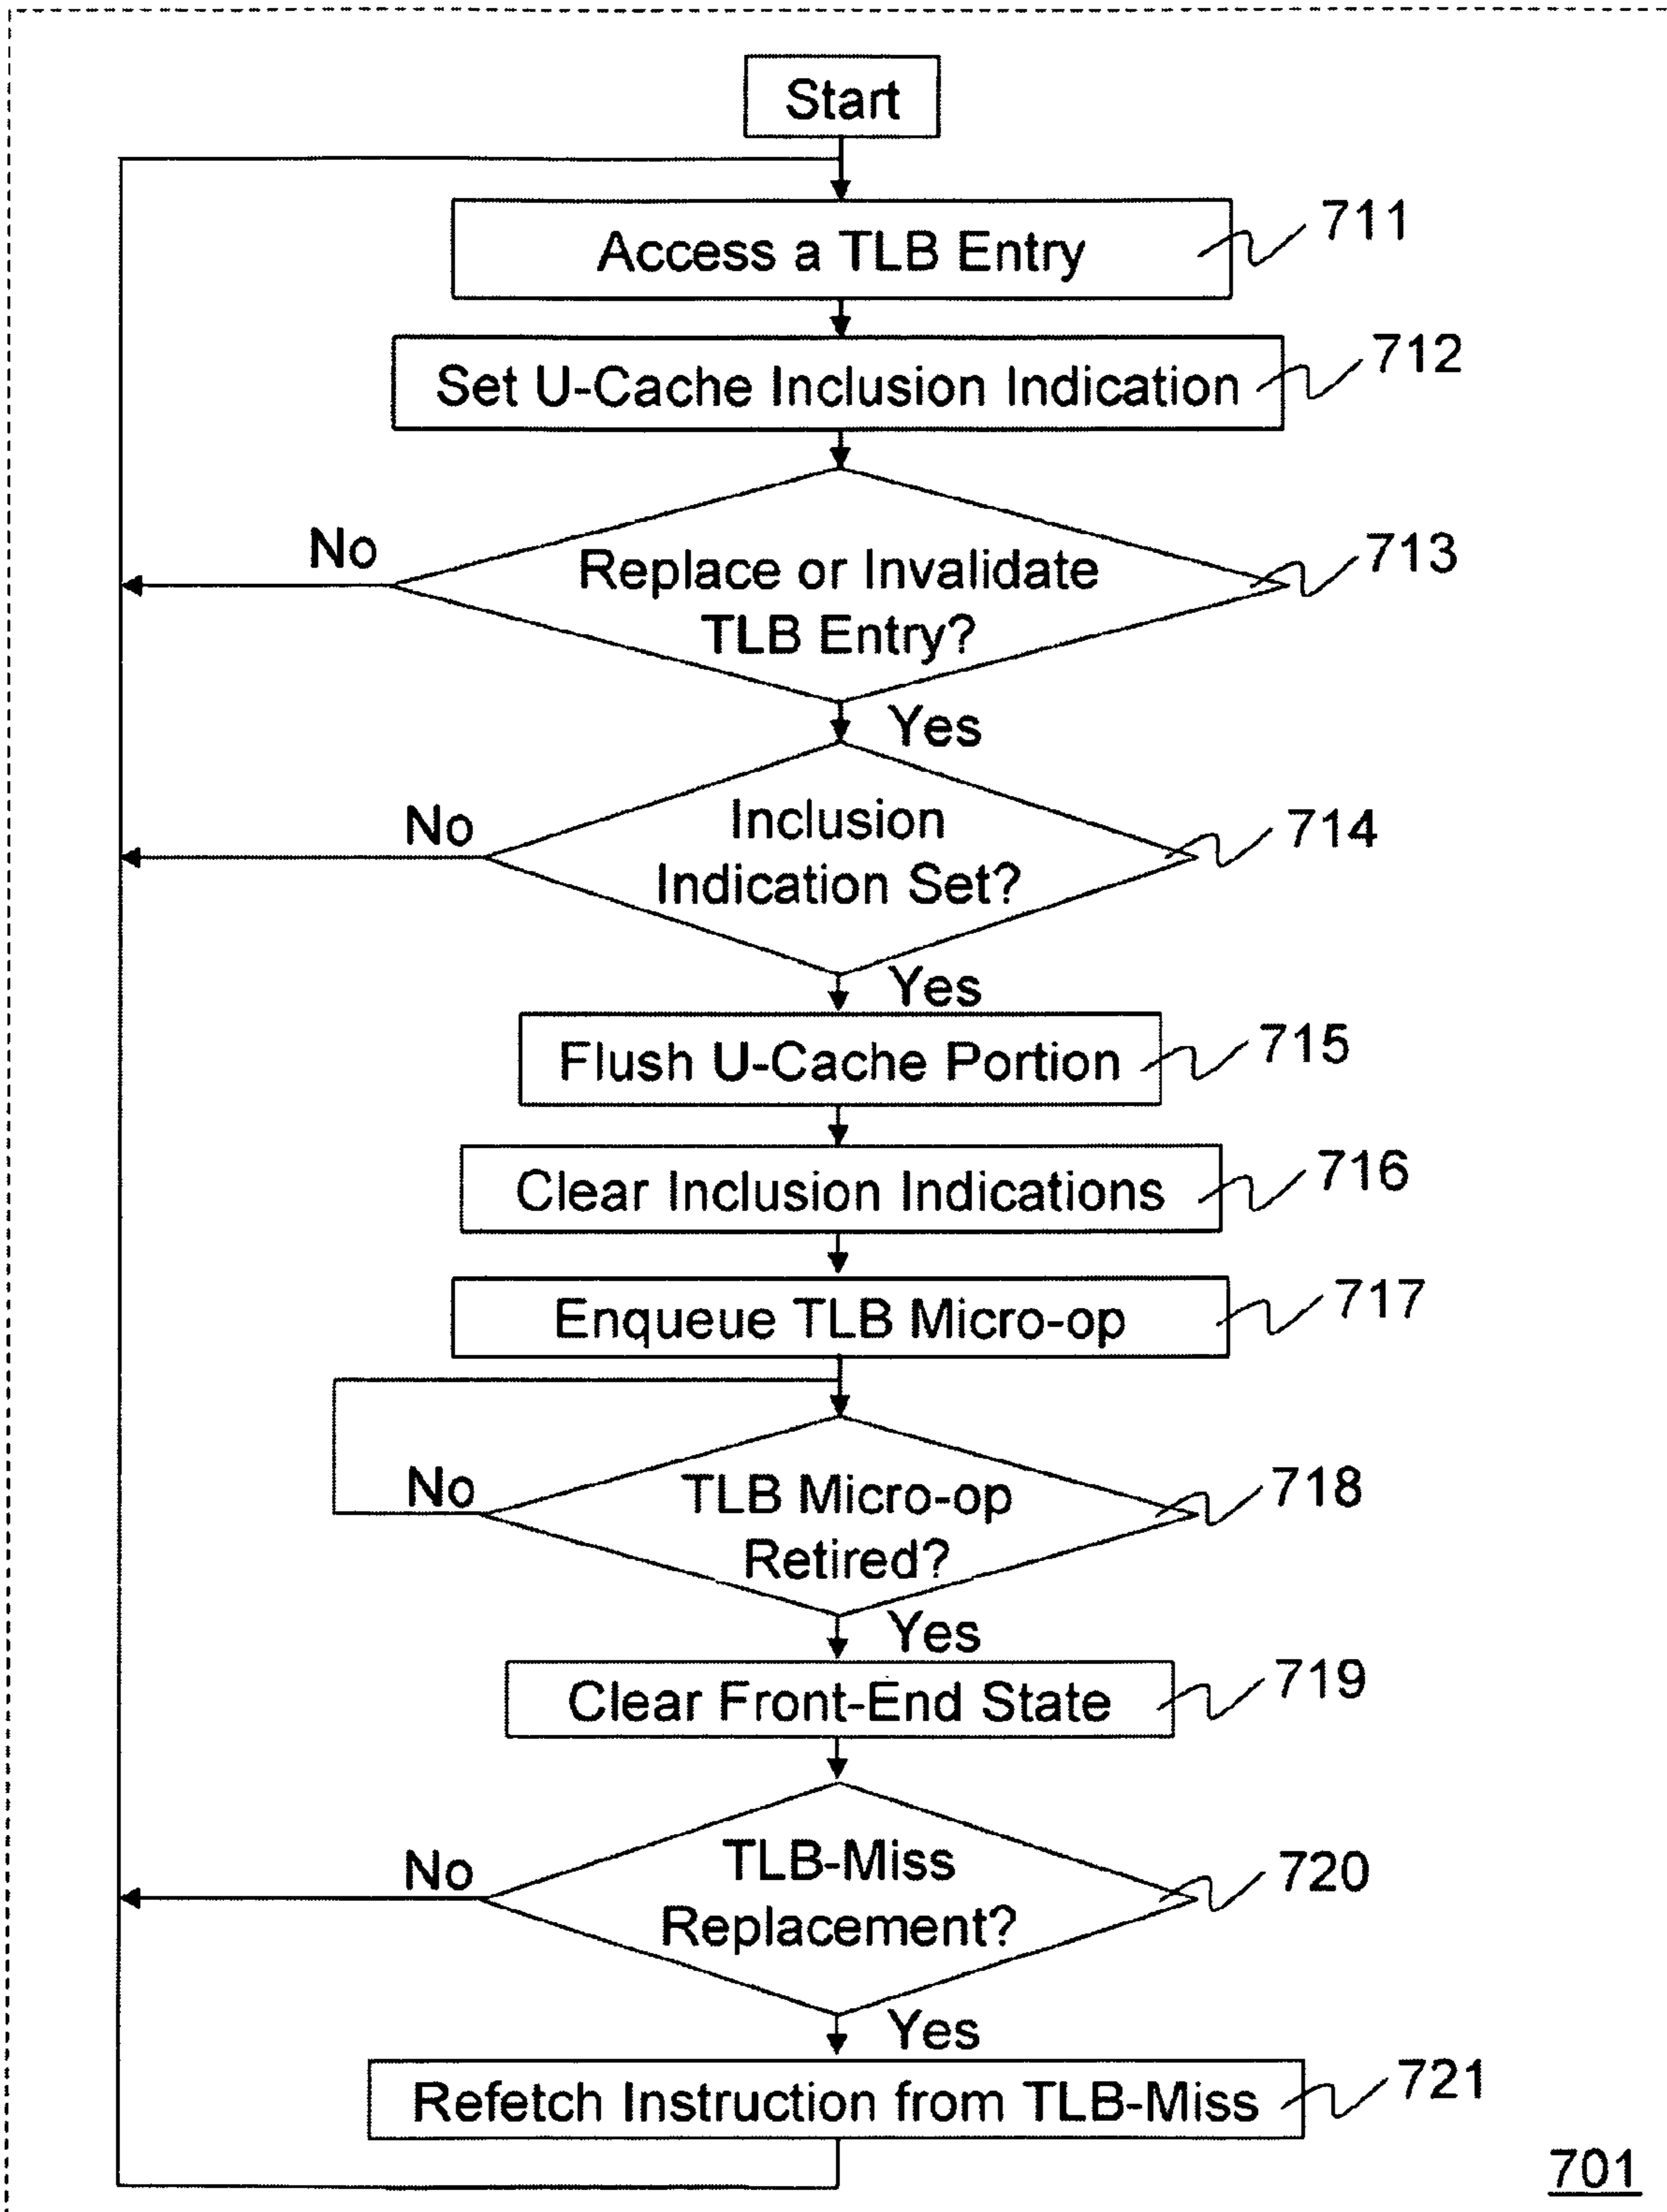 Start
Access a TLB Entry
711
Set U-Cache Inclusion Indication
712
No
Replace or Invalidate
TLB Entry?
713
Yes
No
Inclusion
Indication Set?
714
Yes
Flush U-Cache Portion
715
Clear Inclusion Indications
716
Enqueue TLB Micro-op
717
No
TLB Micro-op
Retired?
718
Yes
Clear Front-End State
719
No
TLB-Miss
Replacement?
720
Yes
Refetch Instruction from TLB-Miss
721
701